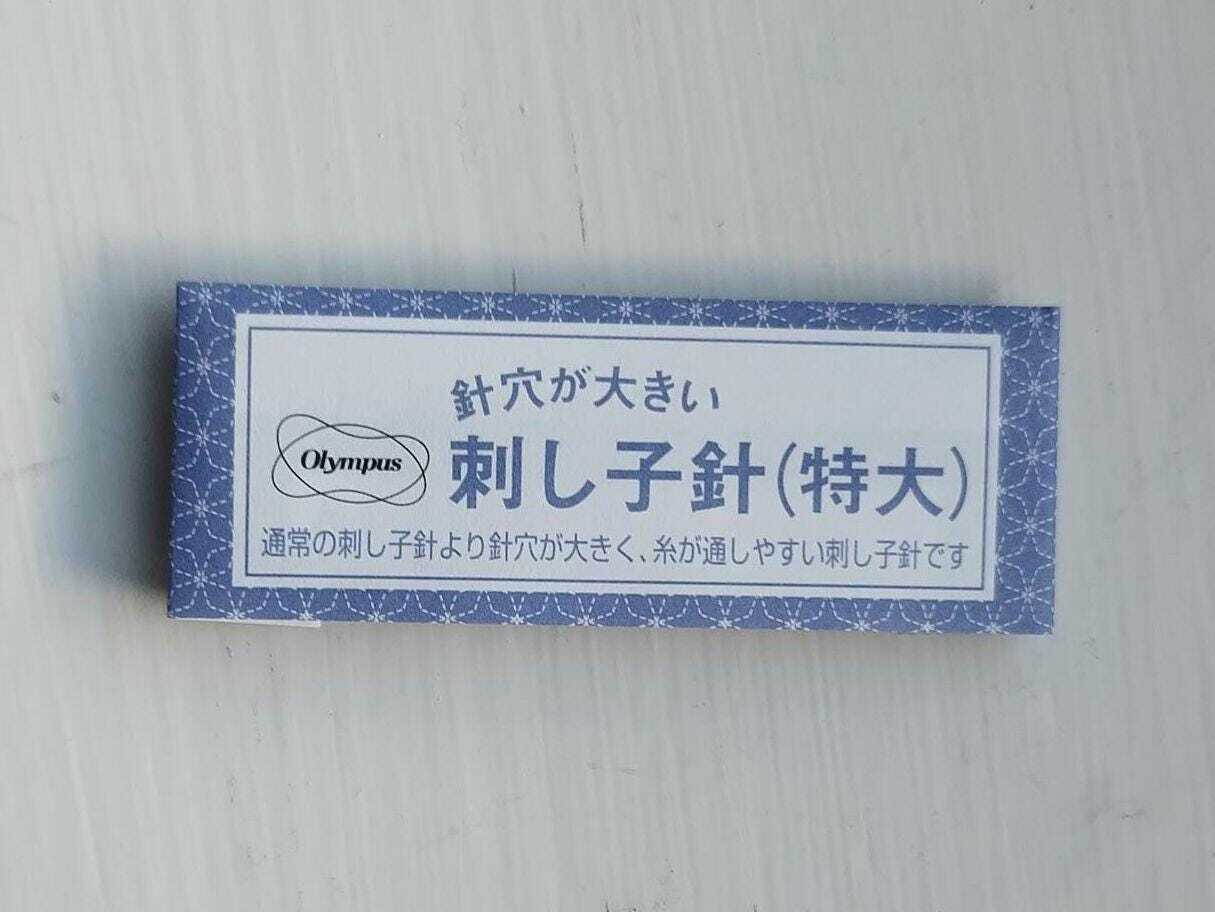 針穴が大きい
Olympus
刺し子針(特大)
通常の刺し子針より針穴が大きく、糸が通しやすい刺し子針です